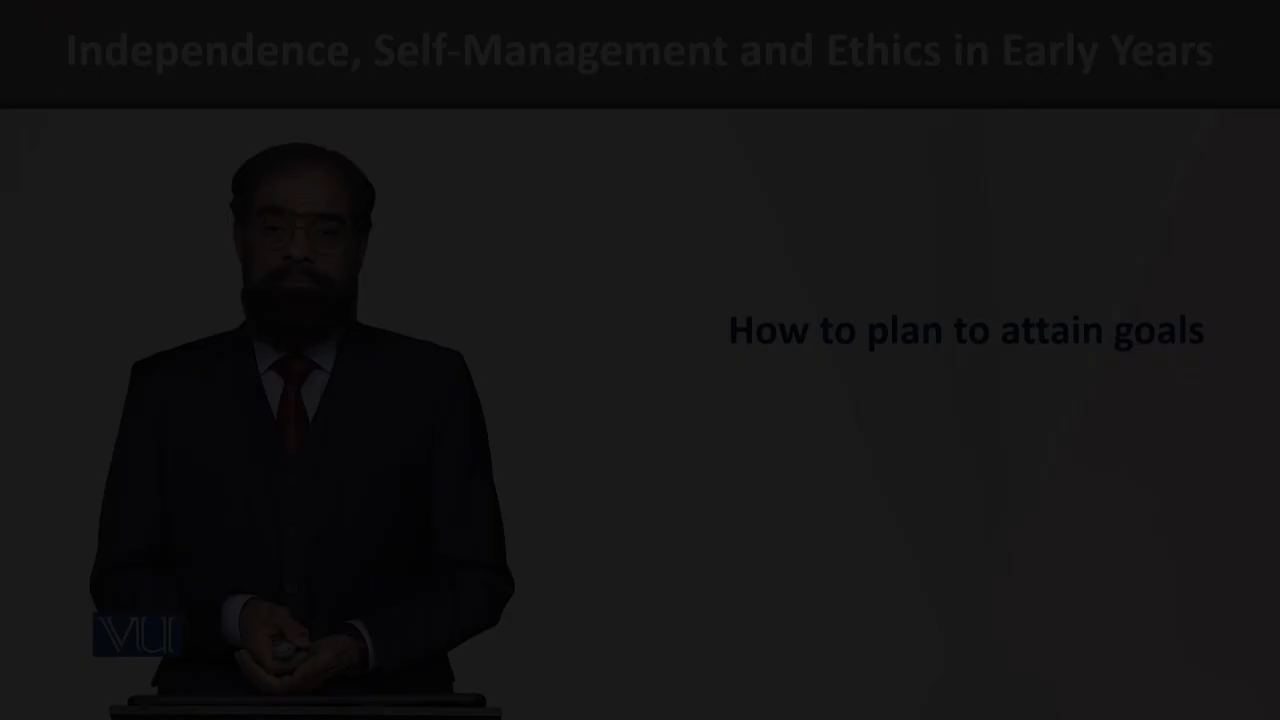 Independence, Self-Management and Ethics in Early Years
How to plan to attain goals
VU